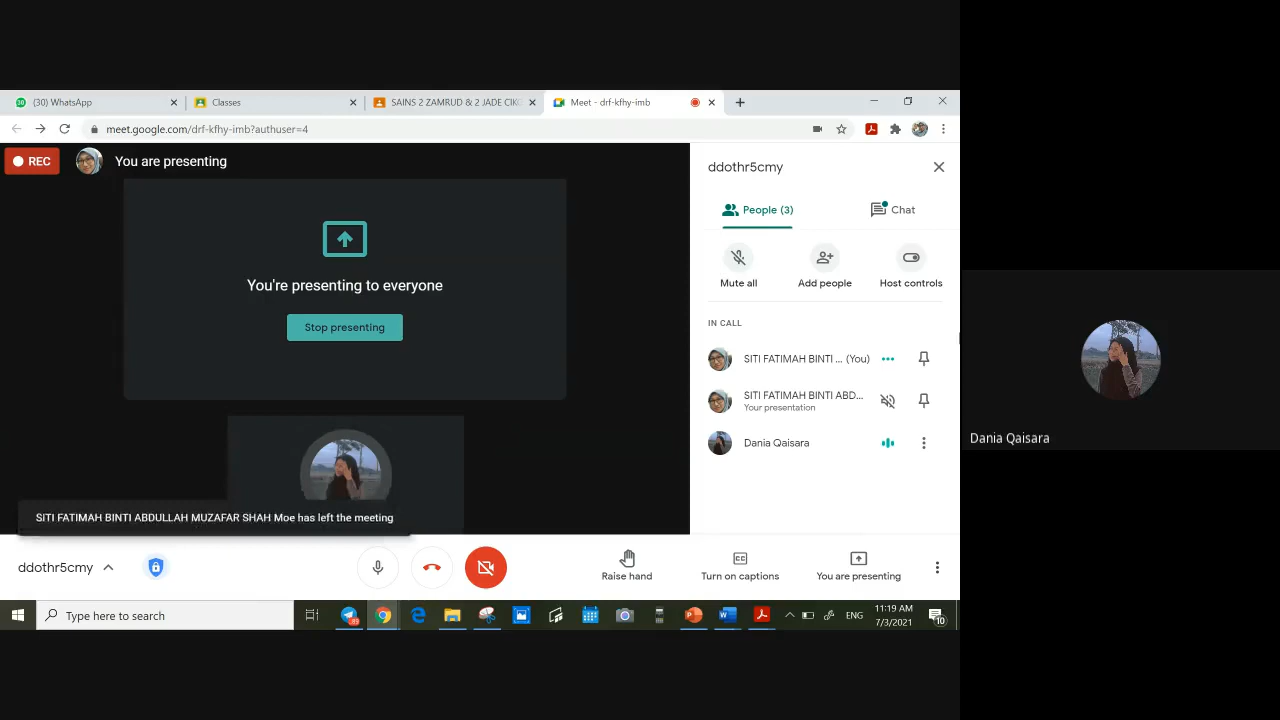 (30) WhatsApp
Classes
SAINS 2 ZAMRUD & 2 JADE CIK
Meet - drf-kfhy-imb
meet.google.com/drf-kfhy-imb?authuser=4
REC
You are presenting
You're presenting to everyone
Stop presenting
SITI FATIMAH BINTI ABDULLAH MUZAFAR SHAH Moe has left the meeting
ddothr5cmy
People (3)
Chat
Mute all
Add people
Host controls
IN CALL
SITI FATIMAH BINTI ... (You)
SITI FATIMAH BINTI ABD...
Your presentation
Dania Qaisara
Dania Qaisara
ddothr5cmy
Raise hand
Turn on captions
You are presenting
Type here to search
ENG
11:19 AM
7/3/2021
10